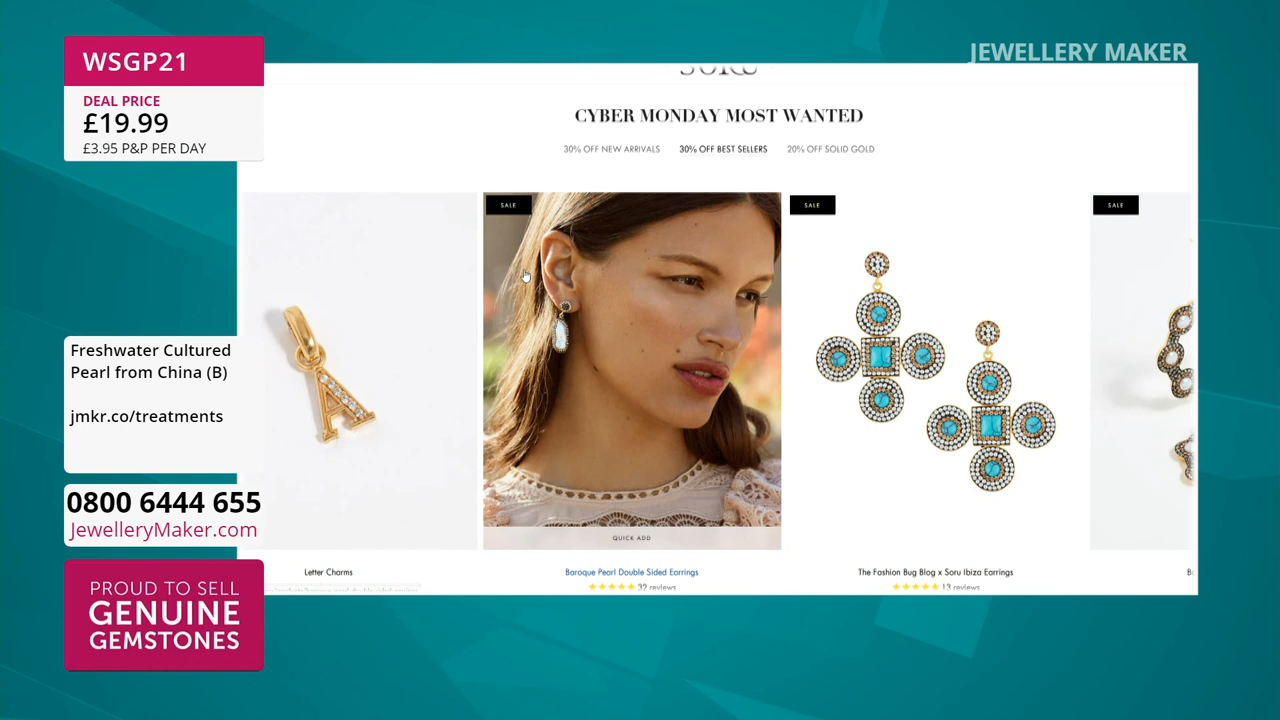 WSGP21
DEAL PRICE
£19.99
£3.95 P&P PER DAY
JEWELLERY MAKER
CYBER MONDAY MOST WANTED
30% OFF NEW ARRIVALS 30% OFF BEST SELLERS 20% OFF SOLID GOLD
SALE SALE SALE
Freshwater Cultured
Pearl from China (B)
jmkr.co/treatments
0800 6444 655
JewelleryMaker.com
QUICK ADD
Letter Charms Baroque Pearl Double Sided Earrings The Fashion Bug Blog x Soru Ibiza Earrings
32 reviews 13 reviews
PROUD TO SELL
GENUINE
GEMSTONES